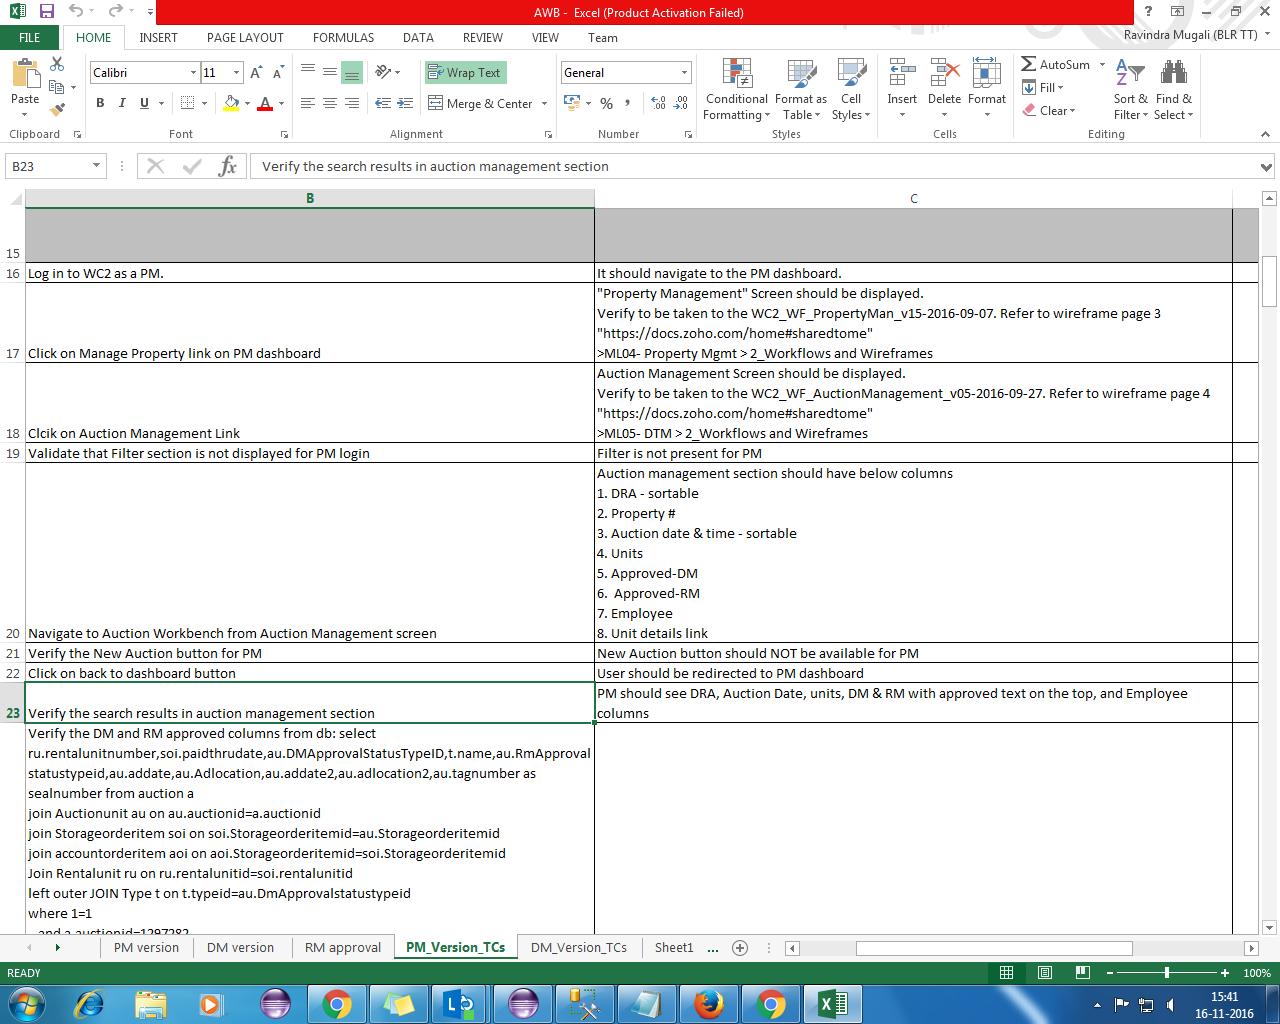 AWB - Excel (Product Activation Failed)
FILE HOME INSERT PAGE LAYOUT FORMULAS DATA REVIEW VIEW Team Ravindra Mugali (BLR TT)
Calibri 11 Wrap Text General AutoSum
Paste Conditional Format as Cell Insert Delete Format Fill Sort & Find &
B I U A Merge & Center % , Formatting Table Styles Clear Filter Select
Clipboard Font Alignment Number Styles Cells Editing
B23 fx Verify the search results in auction management section
B C
15
16 Log in to WC2 as a PM. It should navigate to the PM dashboard.
"Property Management" Screen should be displayed.
Verify to be taken to the WC2_WF_PropertyMan_v15-2016-09-07. Refer to wireframe page 3
"https://docs.zoho.com/home#sharedtome"
17 Click on Manage Property link on PM dashboard >ML04- Property Mgmt > 2_Workflows and Wireframes
Auction Management Screen should be displayed.
Verify to be taken to the WC2_WF_AuctionManagement_v05-2016-09-27. Refer to wireframe page 4
"https://docs.zoho.com/home#sharedtome"
18 Clcik on Auction Management Link >ML05- DTM > 2_Workflows and Wireframes
19 Validate that Filter section is not displayed for PM login Filter is not present for PM
Auction management section should have below columns
1. DRA - sortable
2. Property #
3. Auction date & time - sortable
4. Units
5. Approved-DM
6.  Approved-RM
7. Employee
20 Navigate to Auction Workbench from Auction Management screen 8. Unit details link
21 Verify the New Auction button for PM New Auction button should NOT be available for PM
22 Click on back to dashboard button User should be redirected to PM dashboard
PM should see DRA, Auction Date, units, DM & RM with approved text on the top, and Employee
23 Verify the search results in auction management section columns
Verify the DM and RM approved columns from db: select
ru.rentalunitnumber,soi.paidthrudate,au.DMApprovalStatusTypeID,t.name,au.RmApproval
statustypeid,au.addate,au.Adlocation,au.addate2,au.adlocation2,au.tagnumber as
sealnumber from auction a
join Auctionunit au on au.auctionid=a.auctionid
join Storageorderitem soi on soi.Storageorderitemid=au.Storageorderitemid
join accountorderitem aoi on aoi.Storageorderitemid=soi.Storageorderitemid
Join Rentalunit ru on ru.rentalunitid=soi.rentalunitid
left outer JOIN Type t on t.typeid=au.DmApprovalstatustypeid
where 1=1
and a.auctionid=1297282
PM version DM version RM approval PM_Version_TCs DM_Version_TCs Sheet1 ...
READY 100%
15:41
16-11-2016